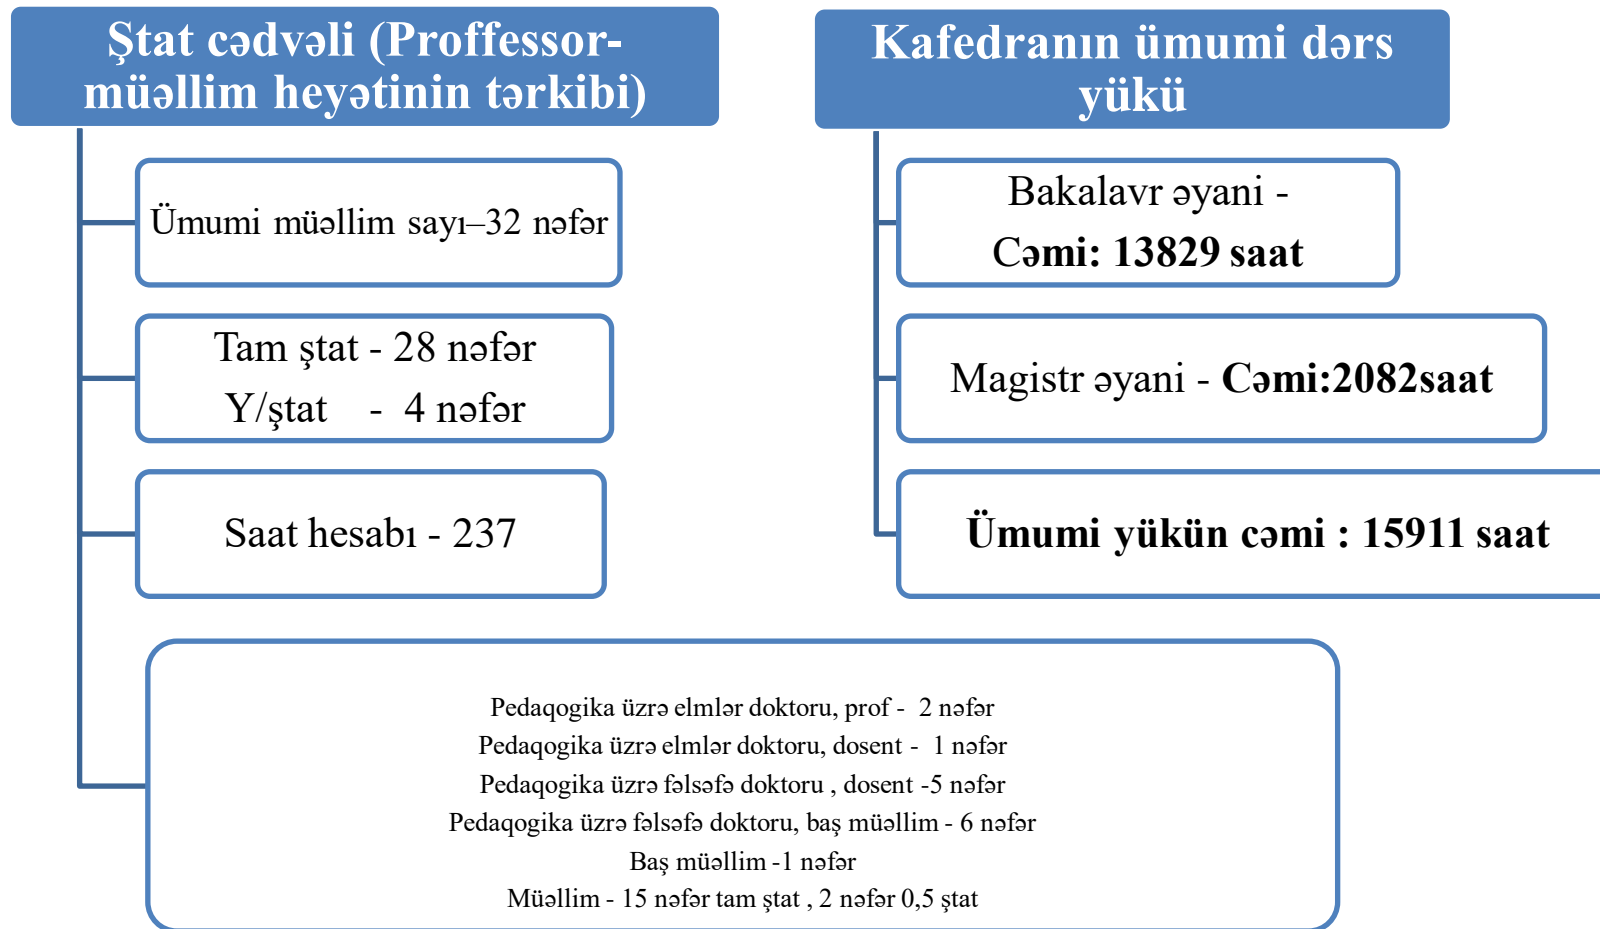 Ştat cədvəli (Proffessor-
müəllim heyətinin tərkibi)
Ümumi müəllim sayı–32 nəfər
Tam ştat - 28 nəfər
Y/ştat - 4 nəfər
Saat hesabı - 237
Pedaqogika üzrə elmlər doktoru, prof - 2 nəfər
Pedaqogika üzrə elmlər doktoru, dosent - 1 nəfər
Pedaqogika üzrə fəlsəfə doktoru , dosent -5 nəfər
Pedaqogika üzrə fəlsəfə doktoru, baş müəllim - 6 nəfər
Baş müəllim -1 nəfər
Müəllim - 15 nəfər tam ştat , 2 nəfər 0,5 ştat
Kafedranın ümumi dərs
yükü
Bakalavr əyani -
Cəmi: 13829 saat
Magistr əyani - Cəmi:2082saat
Ümumi yükün cəmi : 15911 saat